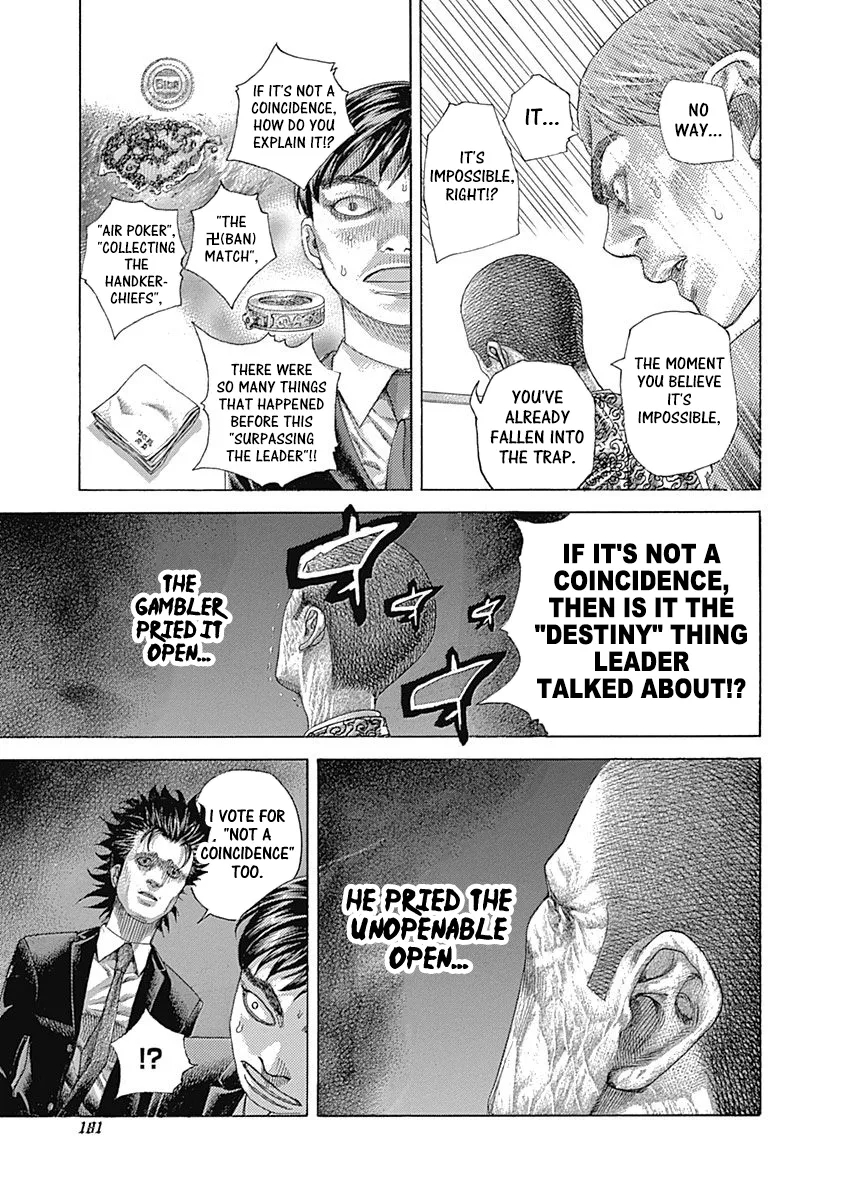 NO
WAY...
IT...
IT'S
IMPOSSIBLE,
RIGHT!?
THE MOMENT
YOU BELIEVE
IT'S
IMPOSSIBLE,
YOU'VE
ALREADY
FALLEN INTO
THE TRAP.
IF IT'S NOT A
COINCIDENCE,
HOW DO YOU
EXPLAIN IT!?
"THE
卍(BAN)
MATCH",
"AIR POKER",
"COLLECTING
THE
HANDKER-
CHIEFS",
THERE WERE
SO MANY THINGS
THAT HAPPENED
BEFORE THIS
"SURPASSING
THE LEADER"!!
IF IT'S NOT A
COINCIDENCE,
THEN IS IT THE
"DESTINY" THING
LEADER
TALKED ABOUT!?
THE
GAMBLER
PRIED IT
OPEN...
HE PRIED THE
UNOPENABLE
OPEN...
I VOTE FOR
"NOT A
COINCIDENCE"
TOO.
!?
181